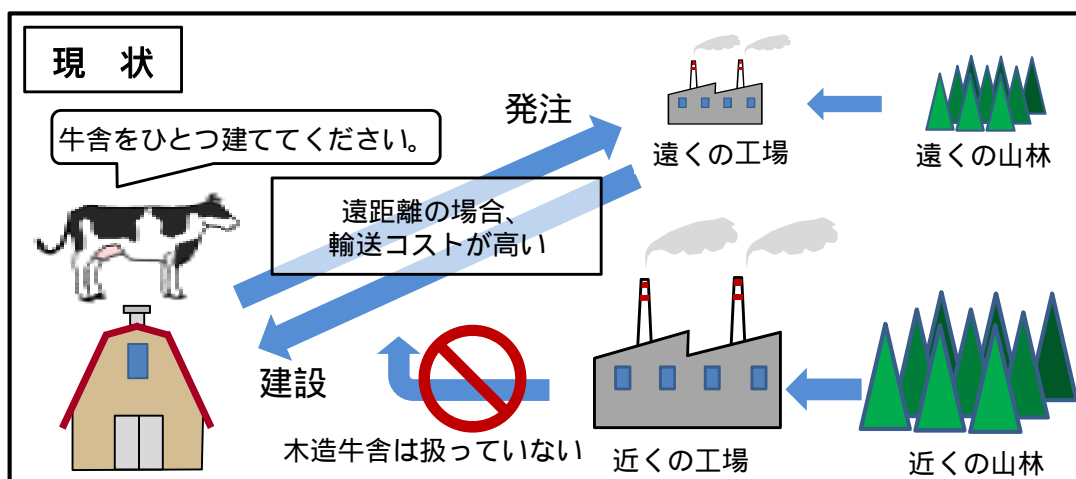 現 状
牛舎をひとつ建ててください。
発注
遠くの工場
遠くの山林
遠距離の場合、
輸送コストが高い
建設
木造牛舎は扱っていない
近くの工場
近くの山林